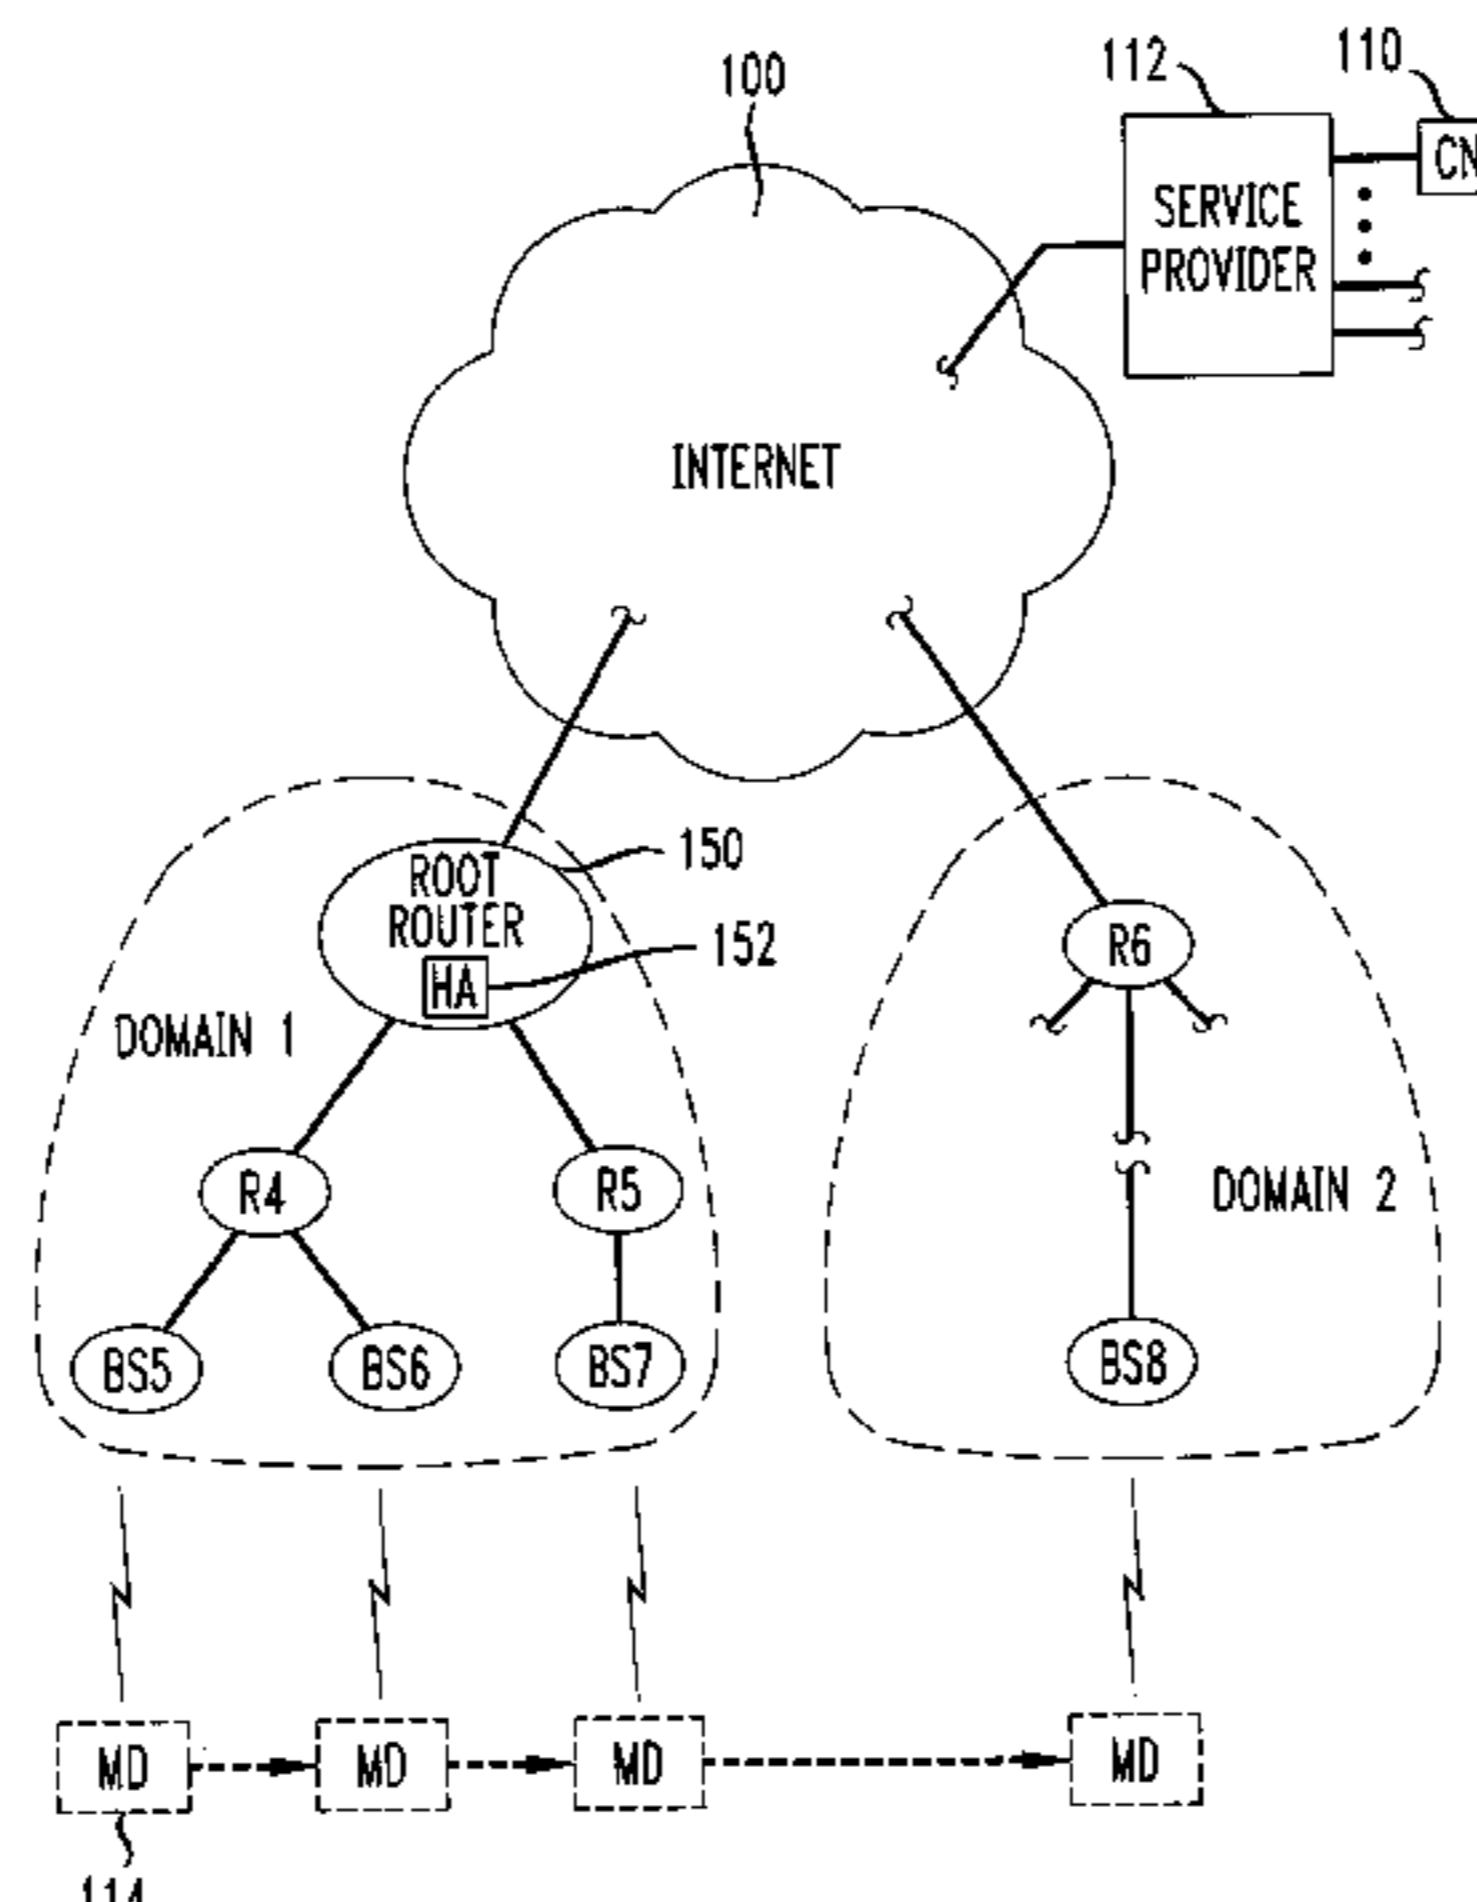 100
112
110
CN
SERVICE
PROVIDER
INTERNET
ROOT
ROUTER
HA
150
152
DOMAIN 1
R6
R4
R5
DOMAIN 2
BS5
BS6
BS7
BS8
MD
MD
MD
MD
114